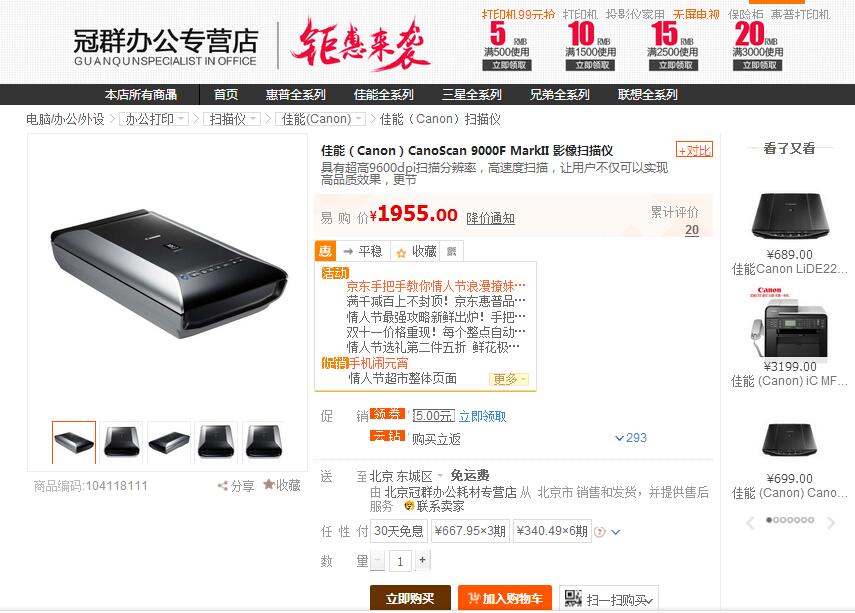 打印机99元抢 打印机 投影仪家用 无屏电视 保险柜 惠普打印机
冠群办公专营店
GUANQUNSPECIALIST IN OFFICE
钜惠来袭
5RMB
满500使用
立即领取
10RMB
满1500使用
立即领取
15RMB
满2500使用
立即领取
20RMB
满3000使用
立即领取
本店所有商品 首页 惠普全系列 佳能全系列 三星全系列 兄弟全系列 联想全系列
电脑/办公/外设 > 办公打印 > 扫描仪 > 佳能(Canon) > 佳能（Canon）扫描仪
佳能（Canon）CanoScan 9000F MarkII 影像扫描仪
+对比
具有超高9600dpi扫描分辨率，高速度扫描，让用户不仅可以实现
高品质效果，更节
易 购 价 ¥1955.00 降价通知
累计评价
20
惠 平稳 收藏
活动
京东手把手教你情人节浪漫撩妹…
满千减百上不封顶！京东惠普品…
情人节最强攻略新鲜出炉！手把…
双十一价格重现！每个整点自动…
情人节选礼第二件五折 鲜花极…
促销 手机闹元宵
情人节超市整体页面
更多
促 销 领券 5.00元 立即领取
云钻 购买立返
293
送 至 北京 东城区 免运费
由 北京冠群办公耗材专营店 从 北京市 销售和发货，并提供售后
服务 联系卖家
任 性 付 30天免息 ¥667.95×3期 ¥340.49×6期 ?
数 量 - 1 +
立即购买 加入购物车 扫一扫购买
商品编码:104118111 分享 收藏
看了又看
¥689.00
佳能Canon LiDE22...
Canon
¥3199.00
佳能 (Canon) iC MF...
¥699.00
佳能 (Canon) Cano...